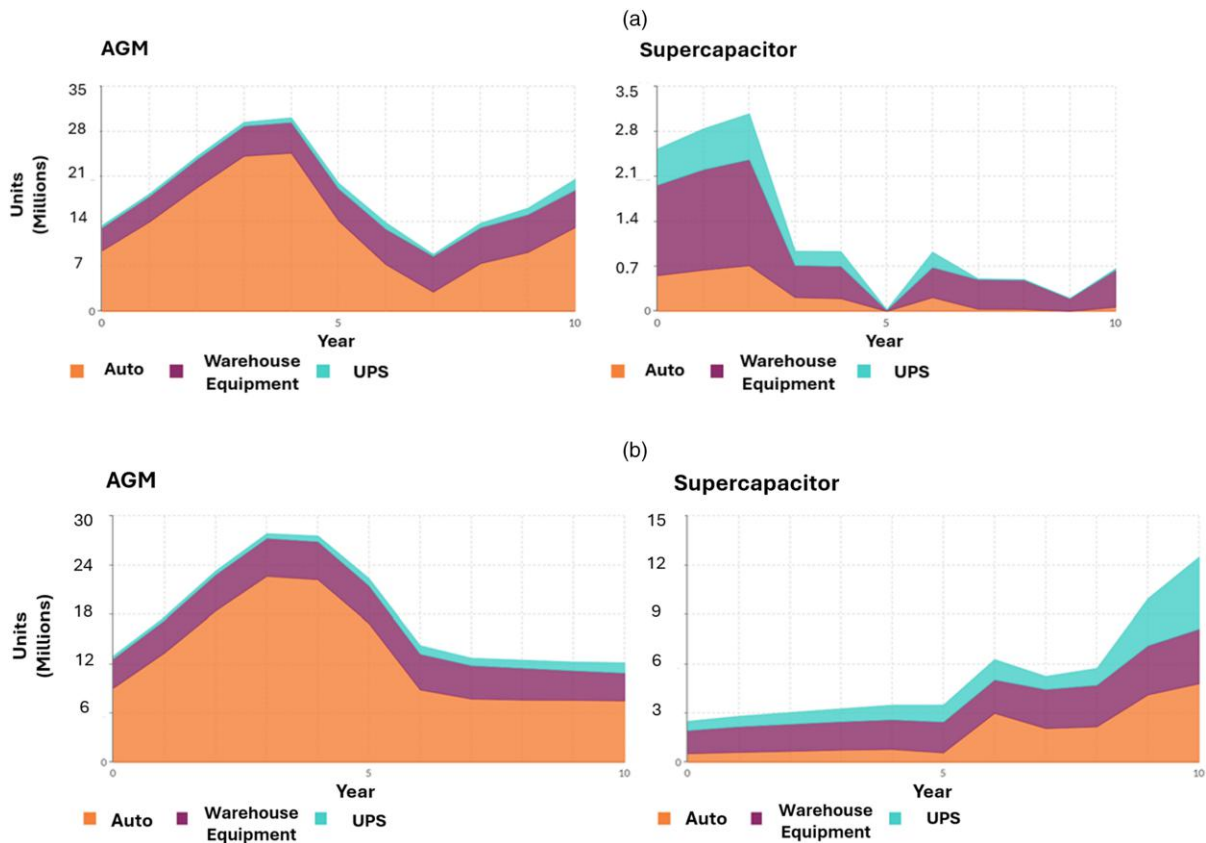 (a)
AGM
Supercapacitor
35
28
21
14
7
0
Units
(Millions)
0
5
10
Year
Auto
Warehouse
Equipment
UPS
3.5
2.8
2.1
1.4
0.7
0
0
5
10
Year
Auto
Warehouse
Equipment
UPS
(b)
AGM
Supercapacitor
30
24
18
12
6
0
Units
(Millions)
0
5
10
Year
Auto
Warehouse
Equipment
UPS
15
12
9
6
3
0
0
5
10
Year
Auto
Warehouse
Equipment
UPS